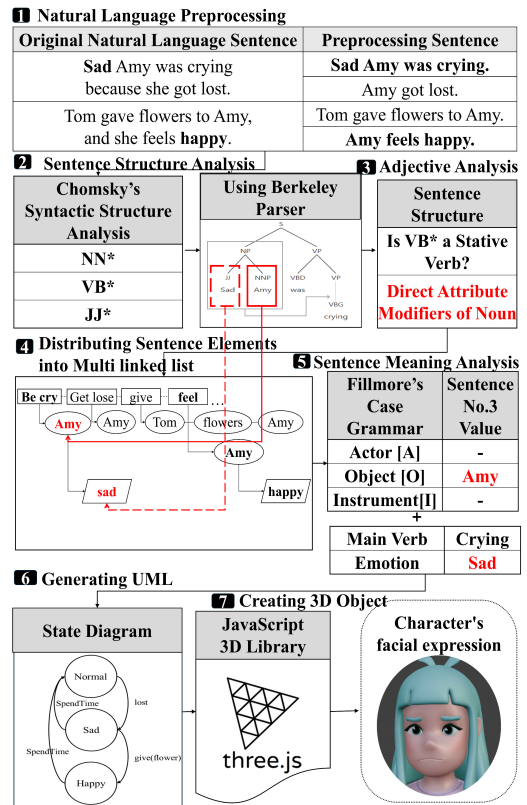 1 Natural Language Preprocessing
Original Natural Language Sentence
Preprocessing Sentence
Sad Amy was crying
because she got lost.
Sad Amy was crying.
Amy got lost.
Tom gave flowers to Amy,
and she feels happy.
Tom gave flowers to Amy.
Amy feels happy.
2 Sentence Structure Analysis
Chomsky's
Syntactic Structure
Analysis
NN*
VB*
JJ*
Using Berkeley
Parser
S
NP VP
JJ NNP VBD VP
Sad Amy was
VBG
crying
3 Adjective Analysis
Sentence
Structure
Is VB* a Stative
Verb?
Direct Attribute
Modifiers of Noun
4 Distributing Sentence Elements
into Multi linked list
Be cry Get lose give feel ...
Amy Amy Tom flowers Amy
Amy
sad happy
5 Sentence Meaning Analysis
Fillmore's
Case
Grammar
Sentence
No.3
Value
Actor [A] -
Object [O] Amy
Instrument[I] -
+
Main Verb Crying
Emotion Sad
6 Generating UML
State Diagram
Normal
SpendTime lost
Sad
SpendTime give(flower)
Happy
7 Creating 3D Object
JavaScript
3D Library
three.js
Character's
facial expression